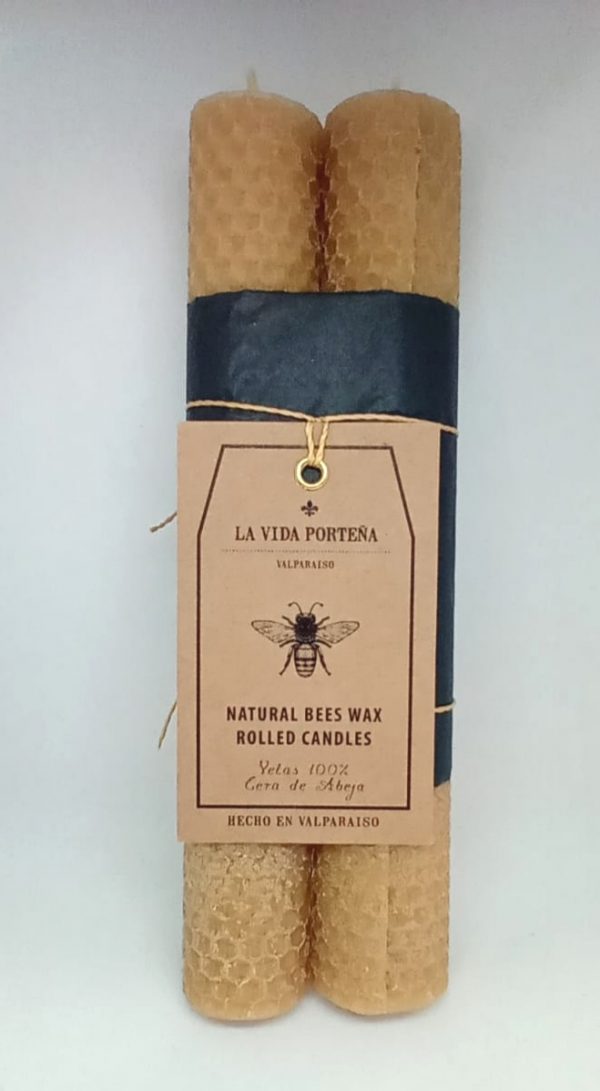 LA VIDA PORTEÑA
VALPARAISO
NATURAL BEES WAX
ROLLED CANDLES
Velas 100%
Cera de Abeja
HECHO EN VALPARAISO